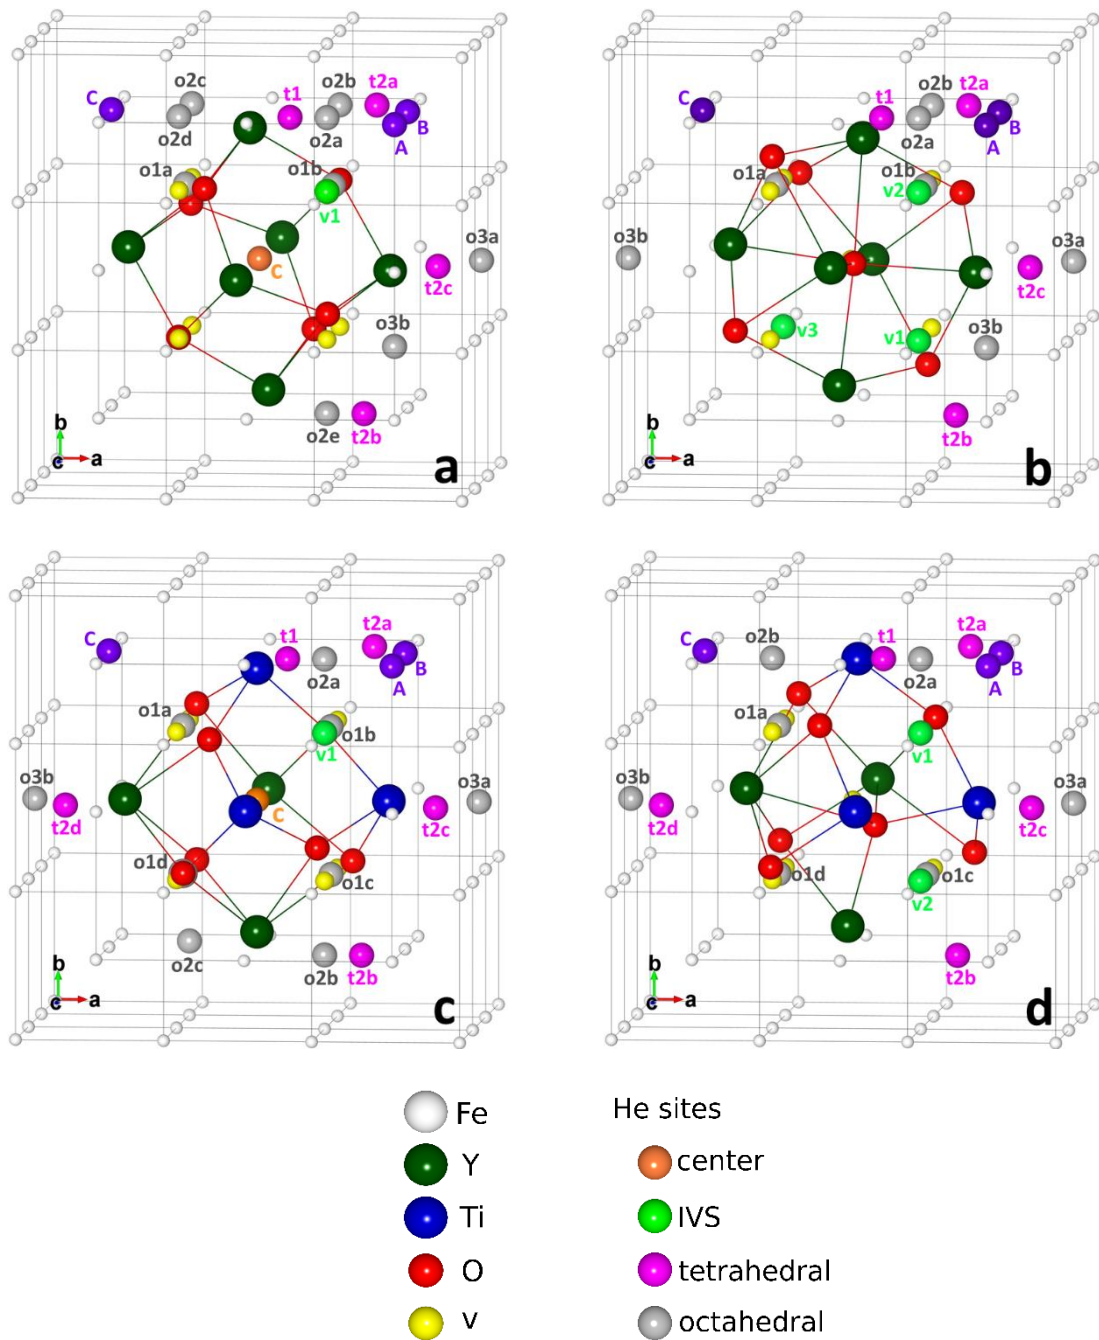 o2c o2b t2a
C t1 B
o2d o2a A
o1a o1b
v1
C
o3a
t2c
o3b
o2e t2b
b
c a
a
o2b t2a
C t1 B
o2a A
o1a o1b
v2
o3b o3a
t2c
v3 v1 o3b
t2b
b
c a
b
t2a
C t1 B
o2a A
o1a o1b
v1
o3b o3a
t2d C t2c
o1d o1c
o2c o2b t2b
b
c a
c
t2a
C o2b t1 B
o2a A
o1a
v1
o3b o3a
t2d t2c
o1d o1c
v2
t2b
b
c a
d
Fe He sites
Y center
Ti IVS
O tetrahedral
v octahedral